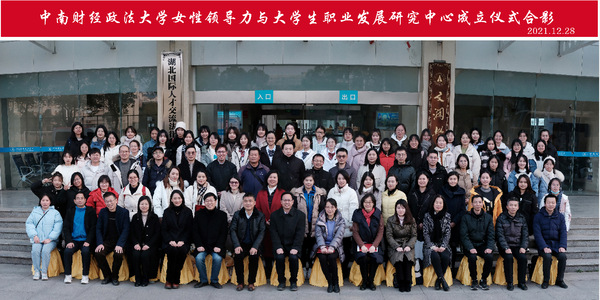 中南财经政法大学女性领导力与大学生职业发展研究中心成立仪式合影
2021.12.28
入口
出口
湖北国际人才交流
文澜